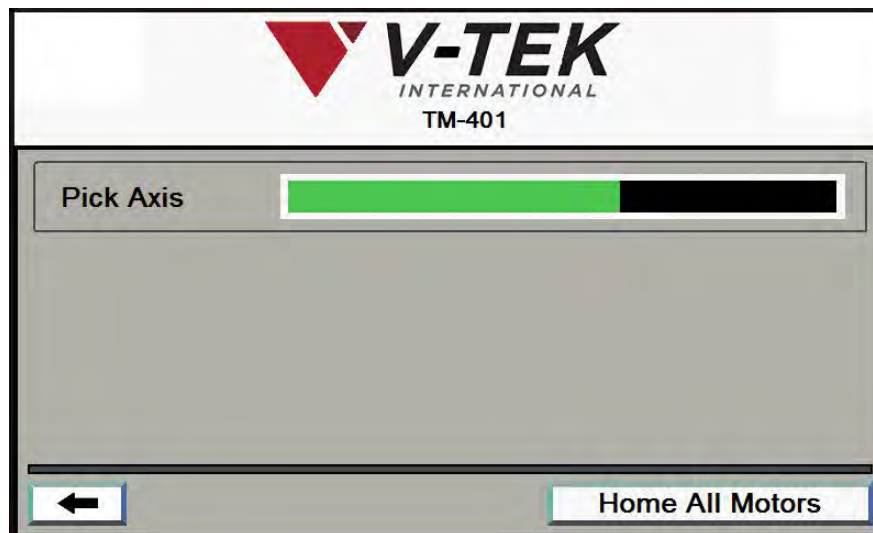 V-TEK
INTERNATIONAL
TM-401
Pick Axis
Home All Motors